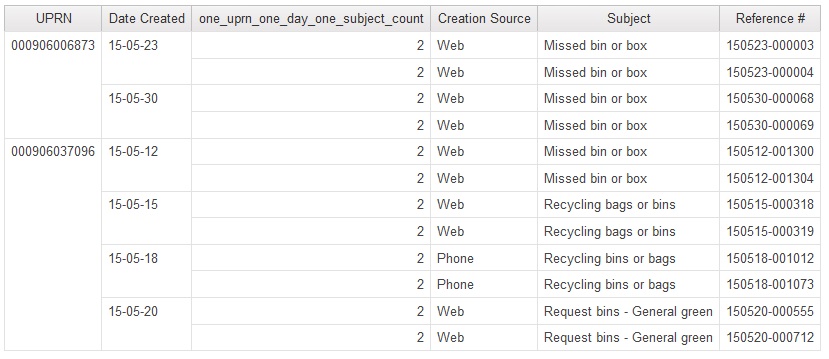 UPRN Date Created one_uprn_one_day_one_subject_count Creation Source Subject Reference #
000906006873 15-05-23 2 Web Missed bin or box 150523-000003
2 Web Missed bin or box 150523-000004
15-05-30 2 Web Missed bin or box 150530-000068
2 Web Missed bin or box 150530-000069
000906037096 15-05-12 2 Web Missed bin or box 150512-001300
2 Web Missed bin or box 150512-001304
15-05-15 2 Web Recycling bags or bins 150515-000318
2 Web Recycling bags or bins 150515-000319
15-05-18 2 Phone Recycling bins or bags 150518-001012
2 Phone Recycling bins or bags 150518-001073
15-05-20 2 Web Request bins - General green 150520-000555
2 Web Request bins - General green 150520-000712